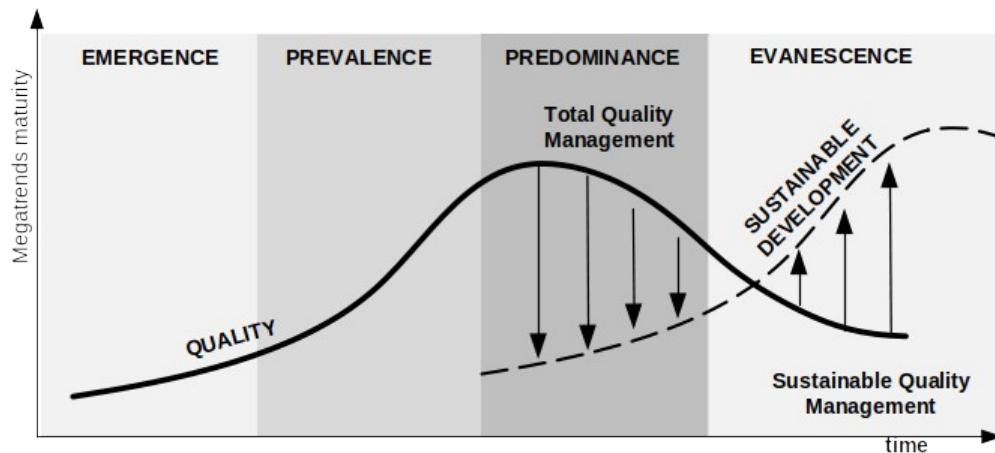 EMERGENCE
PREVALENCE
PREDOMINANCE
EVANESCENCE
Megatrends maturity
Total Quality
Management
SUSTAINABLE
DEVELOPMENT
QUALITY
Sustainable Quality
Management
time